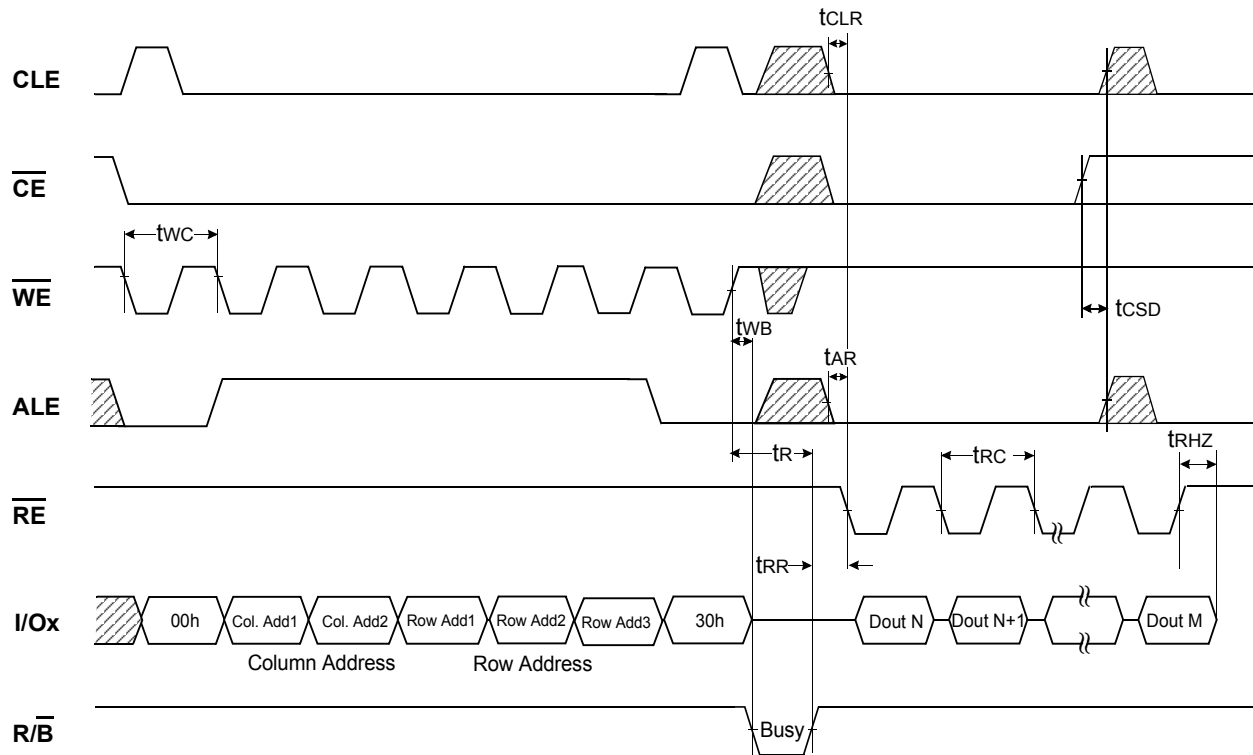 tCLR
CLE
CE
tWC
WE
tWB
tCSD
tAR
ALE
tR
tRC
tRHZ
RE
tRR
I/Ox
00h
Col. Add1
Col. Add2
Row Add1
Row Add2
Row Add3
30h
Dout N
Dout N+1
Dout M
Column Address
Row Address
R/B
Busy